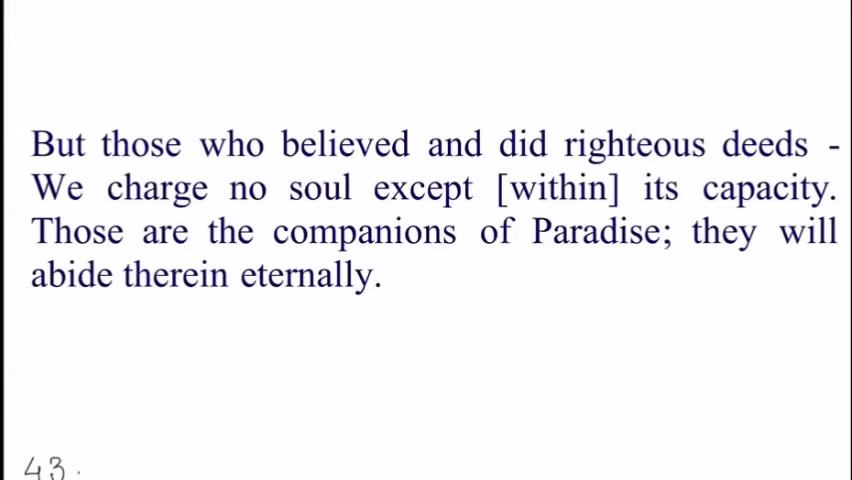 But those who believed and did righteous deeds -
We charge no soul except [within] its capacity.
Those are the companions of Paradise; they will
abide therein eternally.
43.